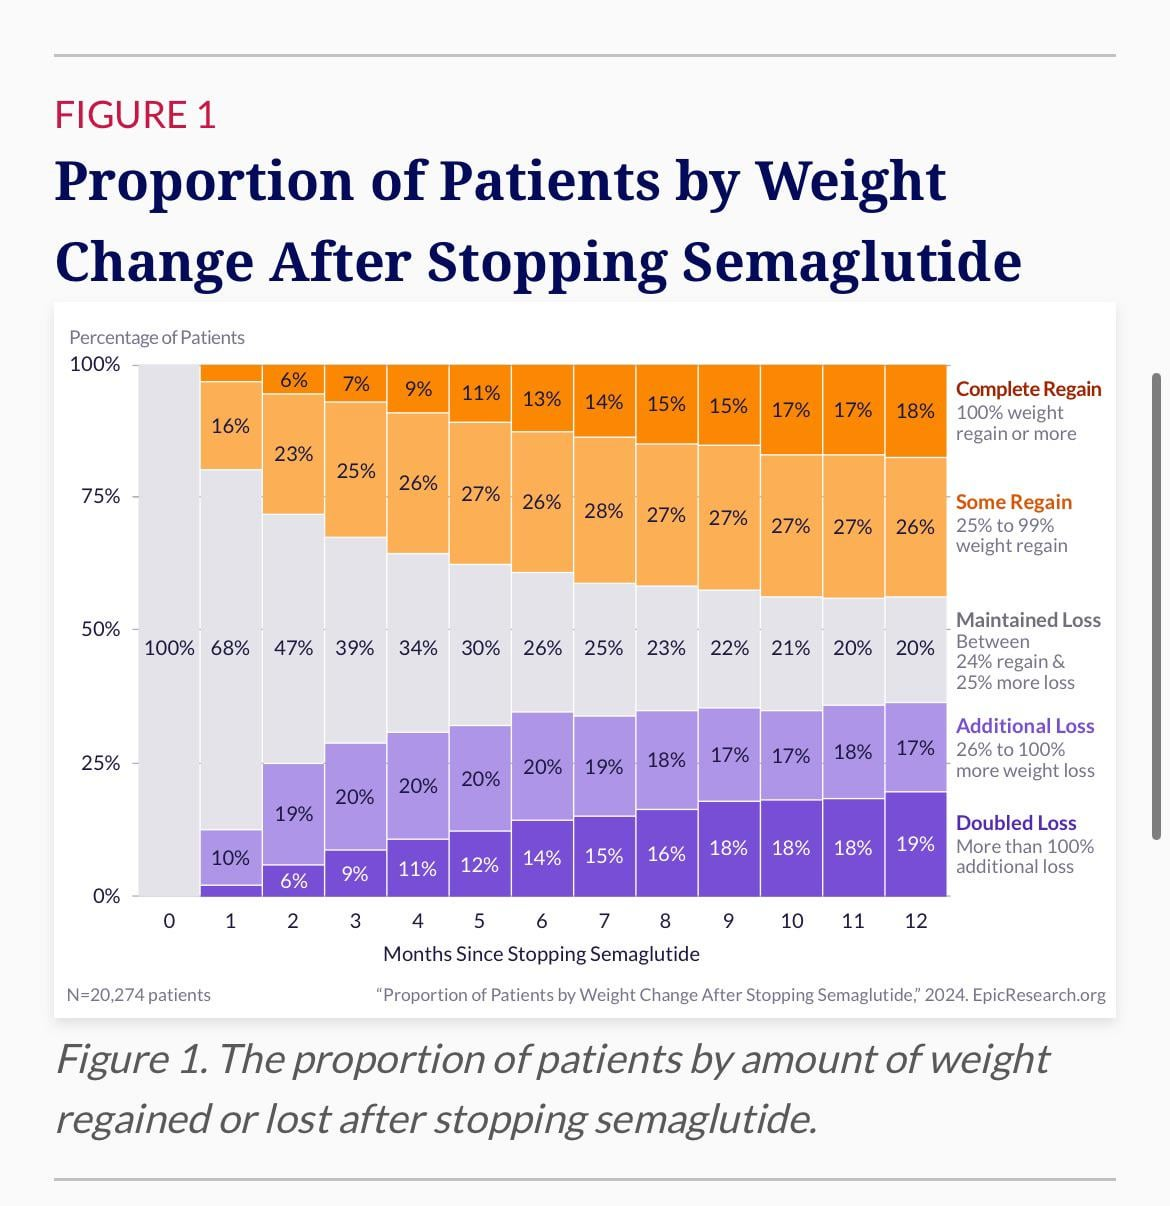 FIGURE 1
Proportion of Patients by Weight
Change After Stopping Semaglutide
Percentage of Patients
100%
75%
50%
25%
0%
6% 7% 9% 11% 13% 14% 15% 15% 17% 17% 18%
16% 23% 25% 26% 27% 26% 28% 27% 27% 27% 27% 26%
100% 68% 47% 39% 34% 30% 26% 25% 23% 22% 21% 20% 20%
10% 19% 20% 20% 20% 20% 19% 18% 17% 17% 18% 17%
6% 9% 11% 12% 14% 15% 16% 18% 18% 18% 19%
Complete Regain
100% weight
regain or more
Some Regain
25% to 99%
weight regain
Maintained Loss
Between
24% regain &
25% more loss
Additional Loss
26% to 100%
more weight loss
Doubled Loss
More than 100%
additional loss
0 1 2 3 4 5 6 7 8 9 10 11 12
Months Since Stopping Semaglutide
N=20,274 patients
“Proportion of Patients by Weight Change After Stopping Semaglutide,” 2024. EpicResearch.org
Figure 1. The proportion of patients by amount of weight
regained or lost after stopping semaglutide.